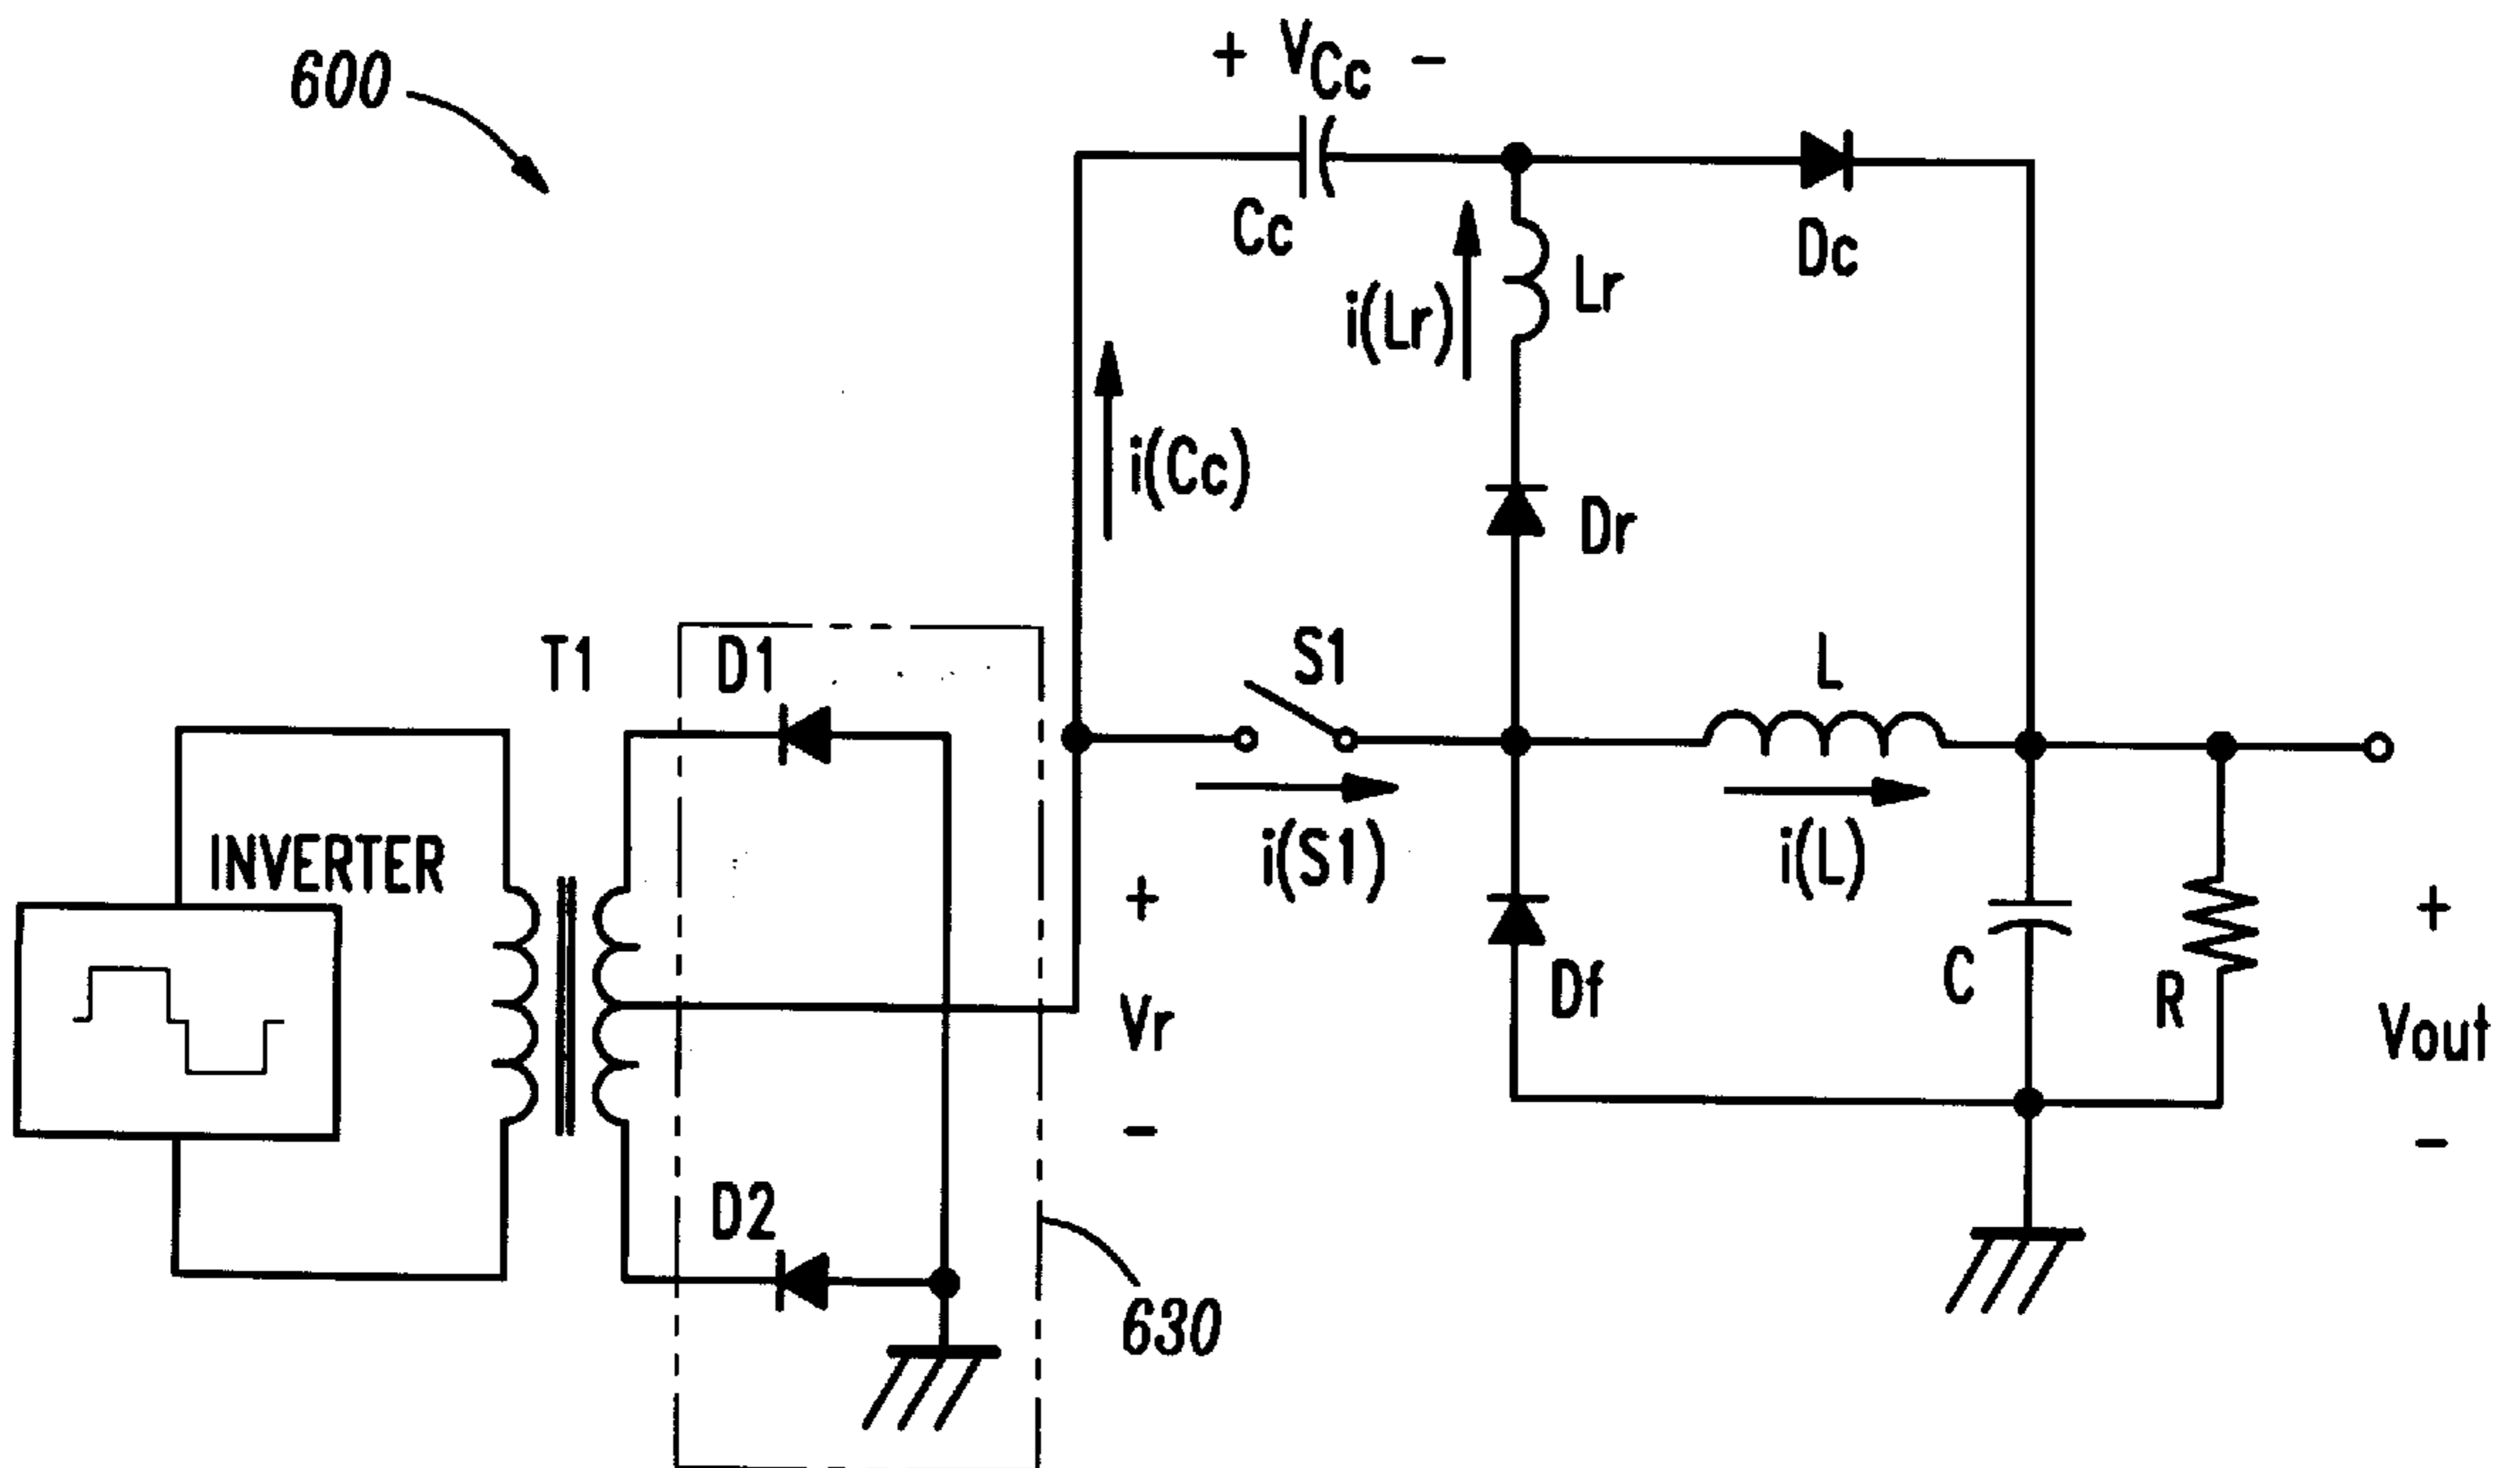 600
+ VCc -
Cc
Lr
Dc
i(Lr)
i(Cc)
Dr
T1
D1
S1
L
INVERTER
i(S1)
i(L)
+
Vr
-
Df
C
R
+
Vout
-
D2
630